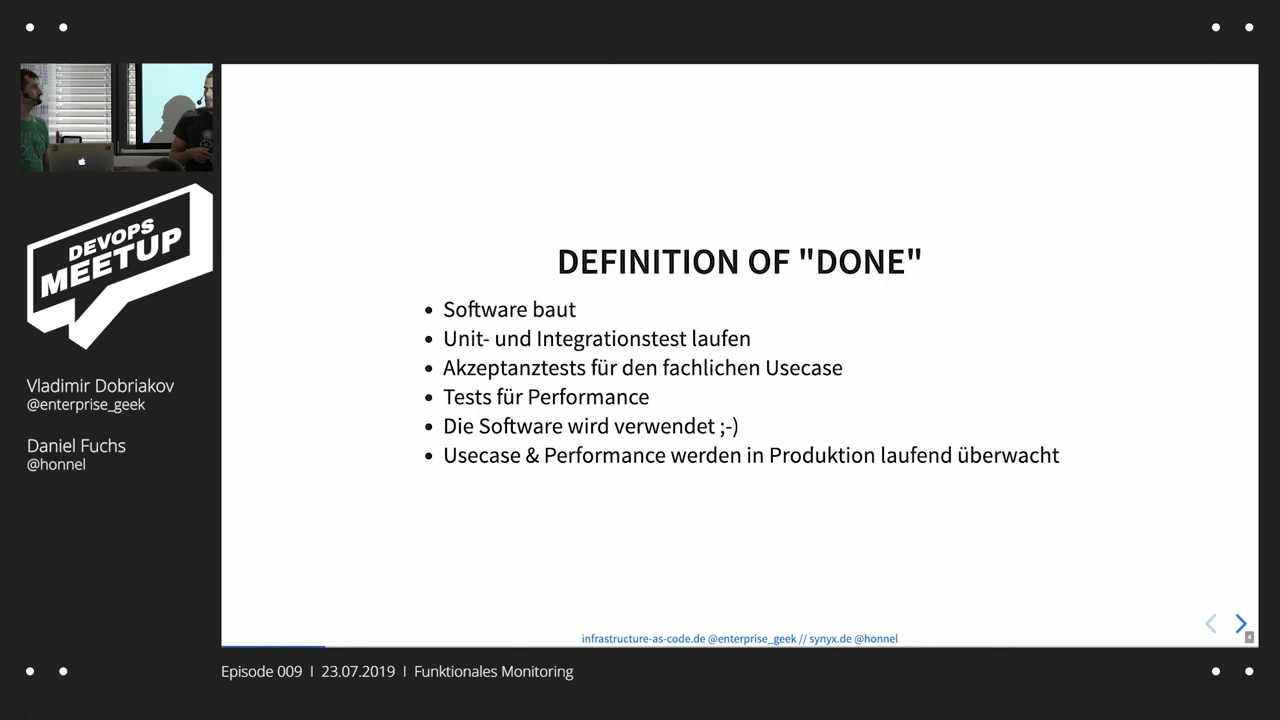 DEVOPS
MEETUP
Vladimir Dobriakov
@enterprise_geek
Daniel Fuchs
@honnel
DEFINITION OF "DONE"
• Software baut
• Unit- und Integrationstest laufen
• Akzeptanztests für den fachlichen Usecase
• Tests für Performance
• Die Software wird verwendet ;-)
• Usecase & Performance werden in Produktion laufend überwacht
infrastructure-as-code.de @enterprise_geek // synyx.de @honnel
4
Episode 009 I 23.07.2019 I Funktionales Monitoring